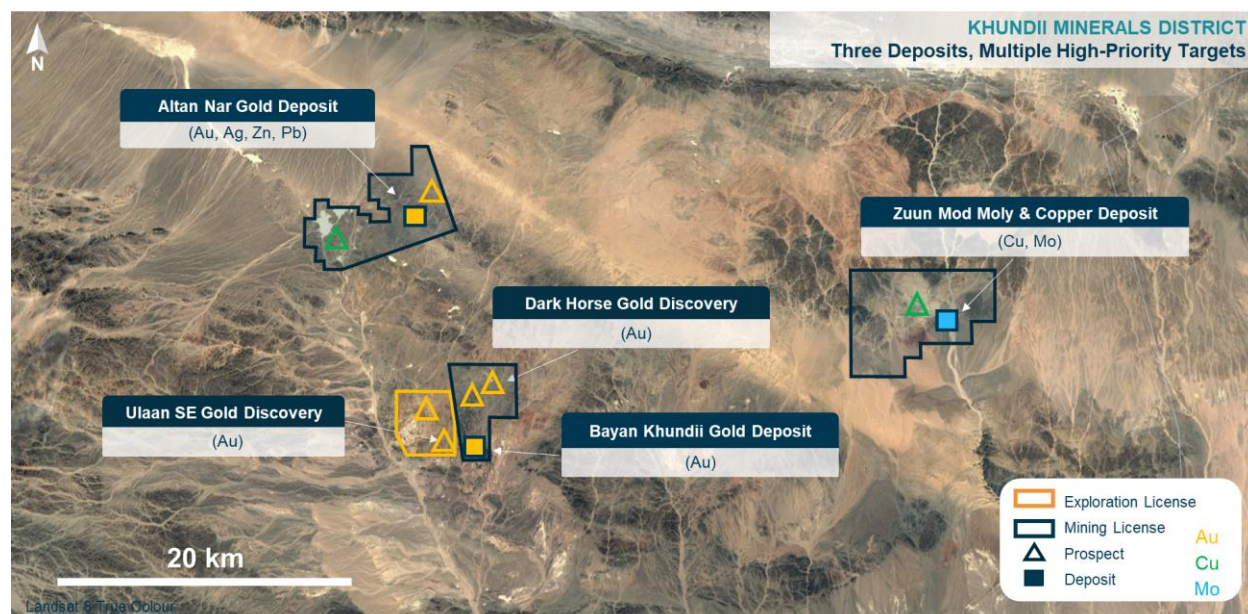 KHUNDII MINERALS DISTRICT
Three Deposits, Multiple High-Priority Targets
N
Altan Nar Gold Deposit
(Au, Ag, Zn, Pb)
Zuun Mod Moly & Copper Deposit
(Cu, Mo)
Dark Horse Gold Discovery
(Au)
Ulaan SE Gold Discovery
(Au)
Bayan Khundii Gold Deposit
(Au)
Exploration License
Mining License
Prospect
Deposit
Au
Cu
Mo
20 km
Landsat 8 True Colour